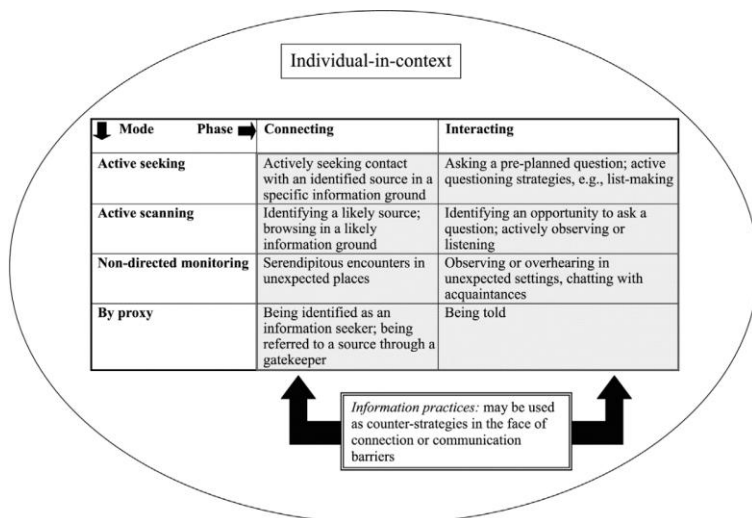 Individual-in-context
Mode Phase Connecting Interacting
Active seeking
Actively seeking contact
with an identified source in a
specific information ground
Asking a pre-planned question; active
questioning strategies, e.g., list-making
Active scanning
Identifying a likely source;
browsing in a likely
information ground
Identifying an opportunity to ask a
question; actively observing or
listening
Non-directed monitoring
Serendipitous encounters in
unexpected places
Observing or overhearing in
unexpected settings, chatting with
acquaintances
By proxy
Being identified as an
information seeker; being
referred to a source through a
gatekeeper
Being told
Information practices: may be used
as counter-strategies in the face of
connection or communication
barriers